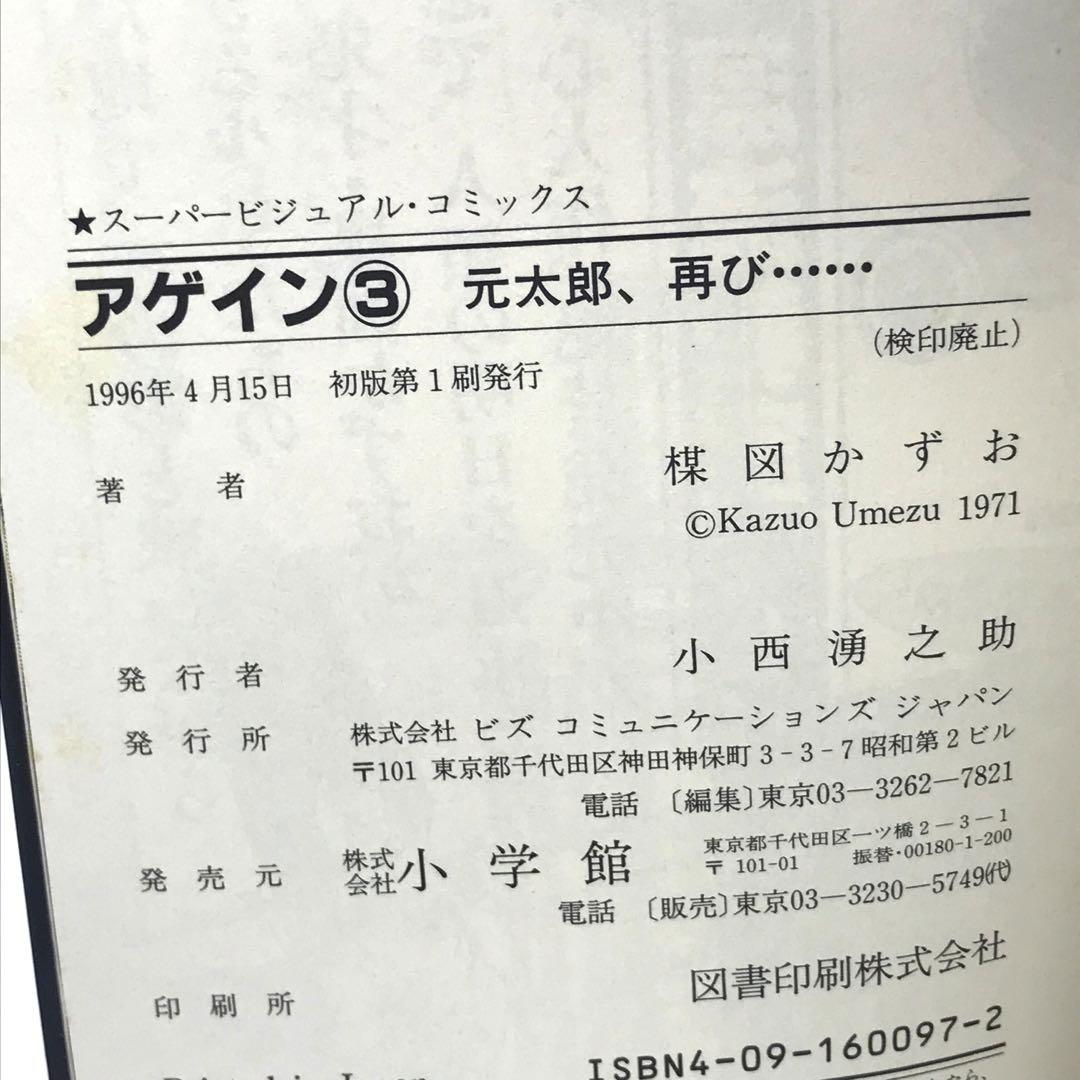 ★スーパービジュアル・コミックス
アゲイン③ 元太郎、再び……
(検印廃止)
1996年4月15日 初版第1刷発行
著者 楳図かずお
©Kazuo Umezu 1971
発行者 小西湧之助
発行所 株式会社 ビズ コミュニケーションズ ジャパン
〒101 東京都千代田区神田神保町3-3-7昭和第2ビル
電話 〔編集〕東京03―3262―7821
発売元 株式会社 小学館 東京都千代田区一ツ橋2―3―1
〒101-01 振替・00180-1-200
電話 〔販売〕東京03―3230―5749(代)
印刷所 図書印刷株式会社
ISBN4-09-160097-2